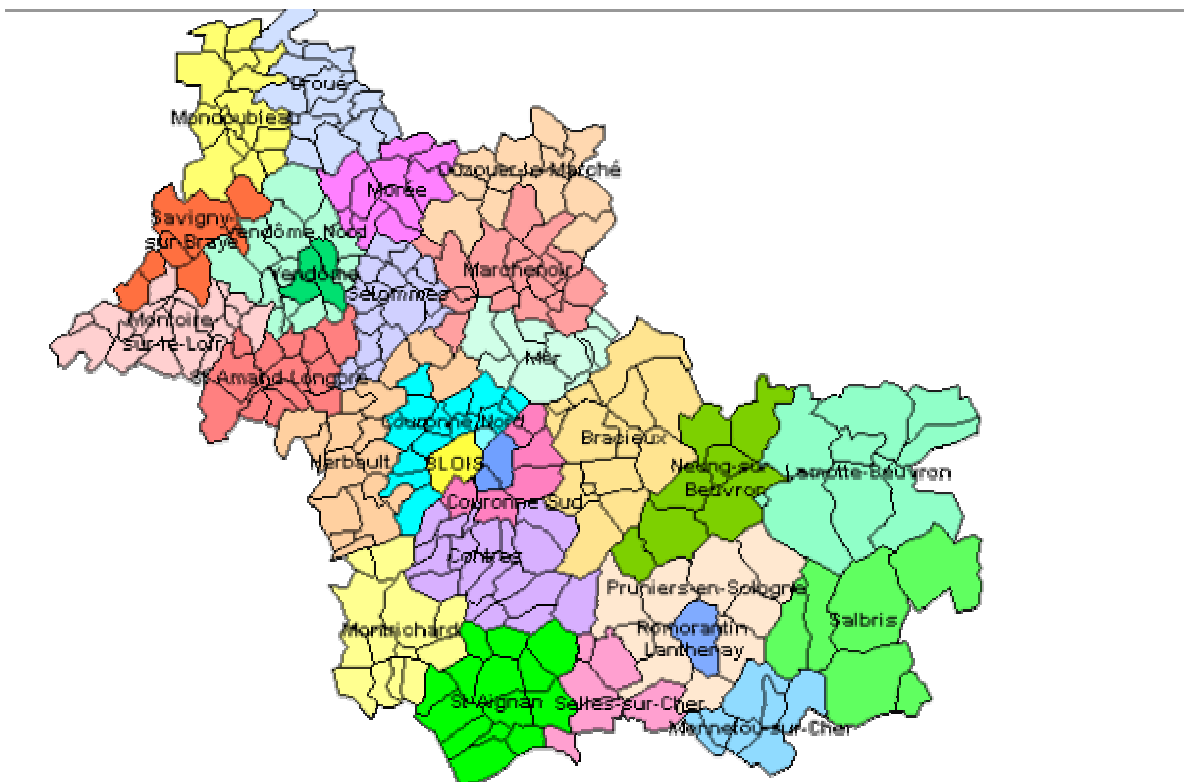 Droué
Mondoubleau
Ouzouer-le-Marché
Morée
Savigny-
sur-Braye
Vendôme Nord
Vendôme
Marchenoir
Selommes
Montoire-
sur-le-Loir
Mer
St-Amand-Longpré
Couronne Nord
Bracieux
Herbault
BLOIS
Neung-sur-
Beuvron
Lamotte-Beuvron
Couronne Sud
Contres
Pruniers-en-Sologne
Salbris
Montrichard
Romorantin
Lanthenay
St-Aignan
Selles-sur-Cher
Mennetou-sur-Cher